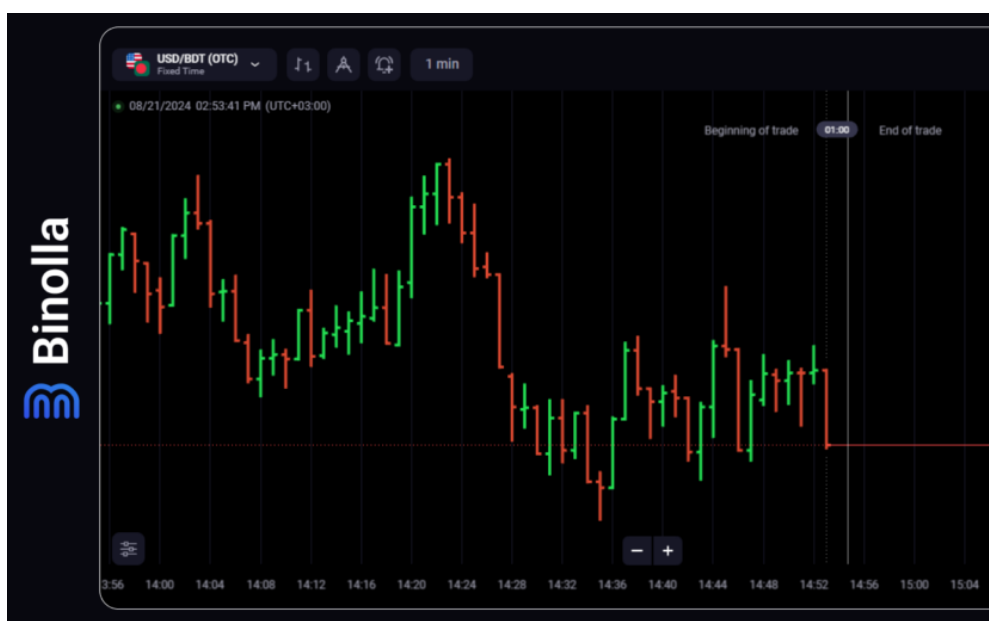 Binolla
USD/BDT (OTC)
Fixed Time
1 min
08/21/2024 02:53:41 PM (UTC+03:00)
Beginning of trade 01:00 End of trade
3:56 14:00 14:04 14:08 14:12 14:16 14:20 14:24 14:28 14:32 14:36 14:40 14:44 14:48 14:52 14:56 15:00 15:04